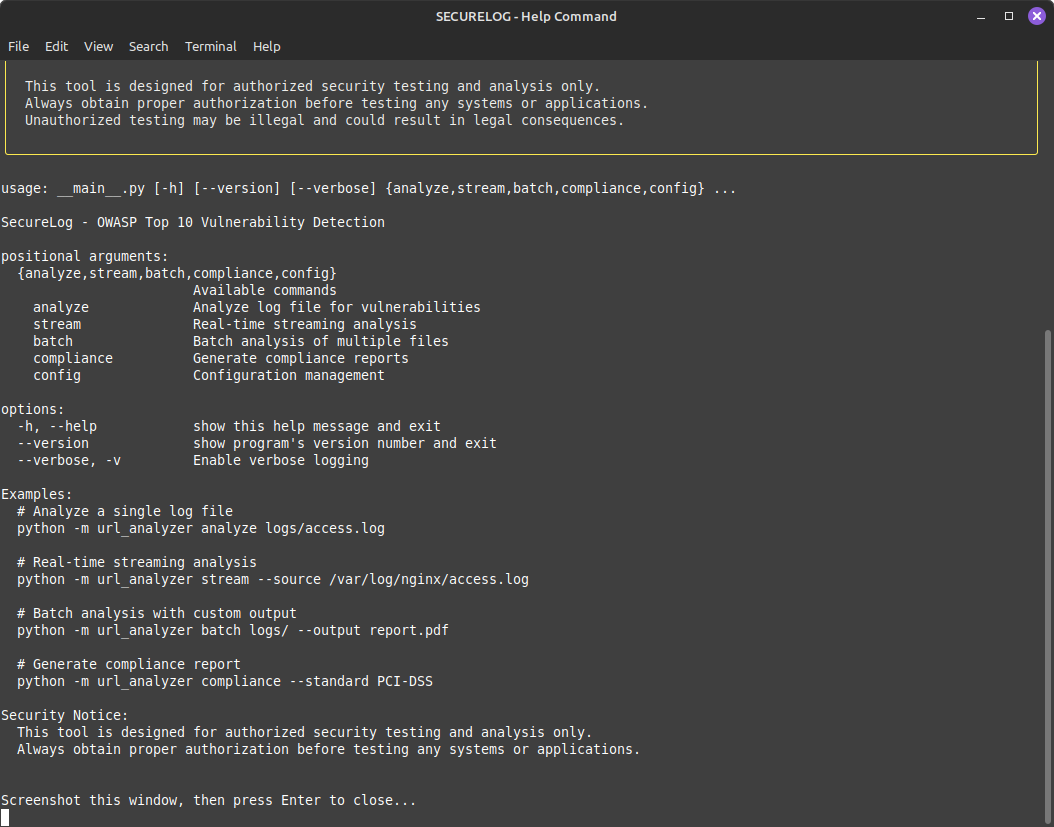 SECURELOG - Help Command
File Edit View Search Terminal Help
This tool is designed for authorized security testing and analysis only.
Always obtain proper authorization before testing any systems or applications.
Unauthorized testing may be illegal and could result in legal consequences.
usage: __main__.py [-h] [--version] [--verbose] {analyze,stream,batch,compliance,config} ...
SecureLog - OWASP Top 10 Vulnerability Detection
positional arguments:
{analyze,stream,batch,compliance,config}
Available commands
analyze Analyze log file for vulnerabilities
stream Real-time streaming analysis
batch Batch analysis of multiple files
compliance Generate compliance reports
config Configuration management
options:
-h, --help show this help message and exit
--version show program's version number and exit
--verbose, -v Enable verbose logging
Examples:
# Analyze a single log file
python -m url_analyzer analyze logs/access.log
# Real-time streaming analysis
python -m url_analyzer stream --source /var/log/nginx/access.log
# Batch analysis with custom output
python -m url_analyzer batch logs/ --output report.pdf
# Generate compliance report
python -m url_analyzer compliance --standard PCI-DSS
Security Notice:
This tool is designed for authorized security testing and analysis only.
Always obtain proper authorization before testing any systems or applications.
Screenshot this window, then press Enter to close...